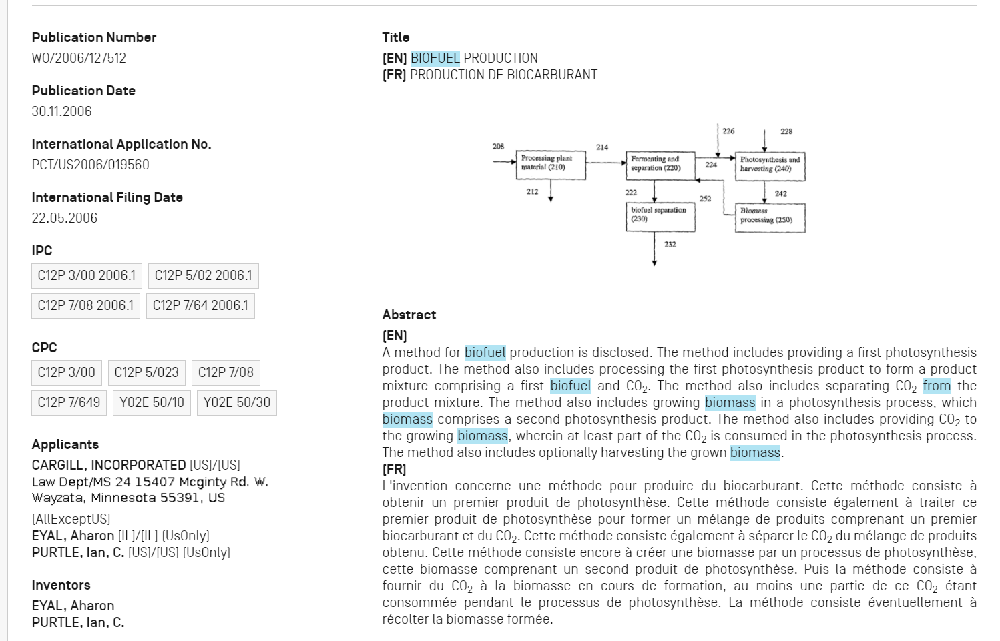 Publication Number
WO/2006/127512
Publication Date
30.11.2006
International Application No.
PCT/US2006/019560
International Filing Date
22.05.2006
IPC
C12P 3/00 2006.1
C12P 5/02 2006.1
C12P 7/08 2006.1
C12P 7/64 2006.1
CPC
C12P 3/00
C12P 5/023
C12P 7/08
C12P 7/649
Y02E 50/10
Y02E 50/30
Applicants
CARGILL, INCORPORATED [US]/[US]
Law Dept/MS 24 15407 Mcginty Rd. W.
Wayzata, Minnesota 55391, US
(AllExceptUS)
EYAL, Aharon [IL]/[IL] (UsOnly)
PURTLE, Ian, C. [US]/[US] (UsOnly)
Inventors
EYAL, Aharon
PURTLE, Ian, C.
Title
(EN) BIOFUEL PRODUCTION
(FR) PRODUCTION DE BIOCARBURANT
208
Processing plant
material (210)
212
214
Fermenting and
separation (220)
222
224
226
228
Photosynthesis and
harvesting (240)
242
252
biofuel separation
(230)
232
Biomass
processing (250)
Abstract
(EN)
A method for biofuel production is disclosed. The method includes providing a first photosynthesis
product. The method also includes processing the first photosynthesis product to form a product
mixture comprising a first biofuel and CO2. The method also includes separating CO2 from the
product mixture. The method also includes growing biomass in a photosynthesis process, which
biomass comprises a second photosynthesis product. The method also includes providing CO2 to
the growing biomass, wherein at least part of the CO2 is consumed in the photosynthesis process.
The method also includes optionally harvesting the grown biomass.
(FR)
L'invention concerne une méthode pour produire du biocarburant. Cette méthode consiste à
obtenir un premier produit de photosynthèse. Cette méthode consiste également à traiter ce
premier produit de photosynthèse pour former un mélange de produits comprenant un premier
biocarburant et du CO2. Cette méthode consiste également à séparer le CO2 du mélange de produits
obtenu. Cette méthode consiste encore à créer une biomasse par un processus de photosynthèse,
cette biomasse comprenant un second produit de photosynthèse. Puis la méthode consiste à
fournir du CO2 à la biomasse en cours de formation, au moins une partie de ce CO2 étant
consommée pendant le processus de photosynthèse. La méthode consiste éventuellement à
récolter la biomasse formée.